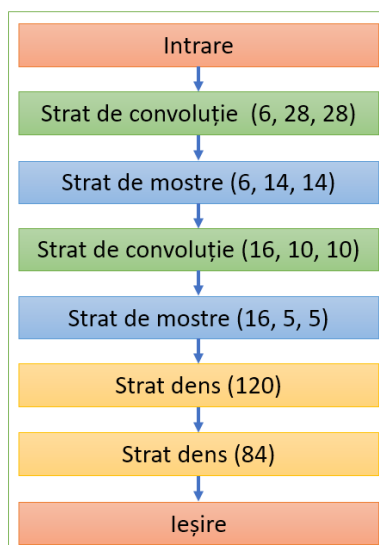 Intrare
Strat de convoluție (6, 28, 28)
Strat de mostre (6, 14, 14)
Strat de convoluție (16, 10, 10)
Strat de mostre (16, 5, 5)
Strat dens (120)
Strat dens (84)
Ieșire